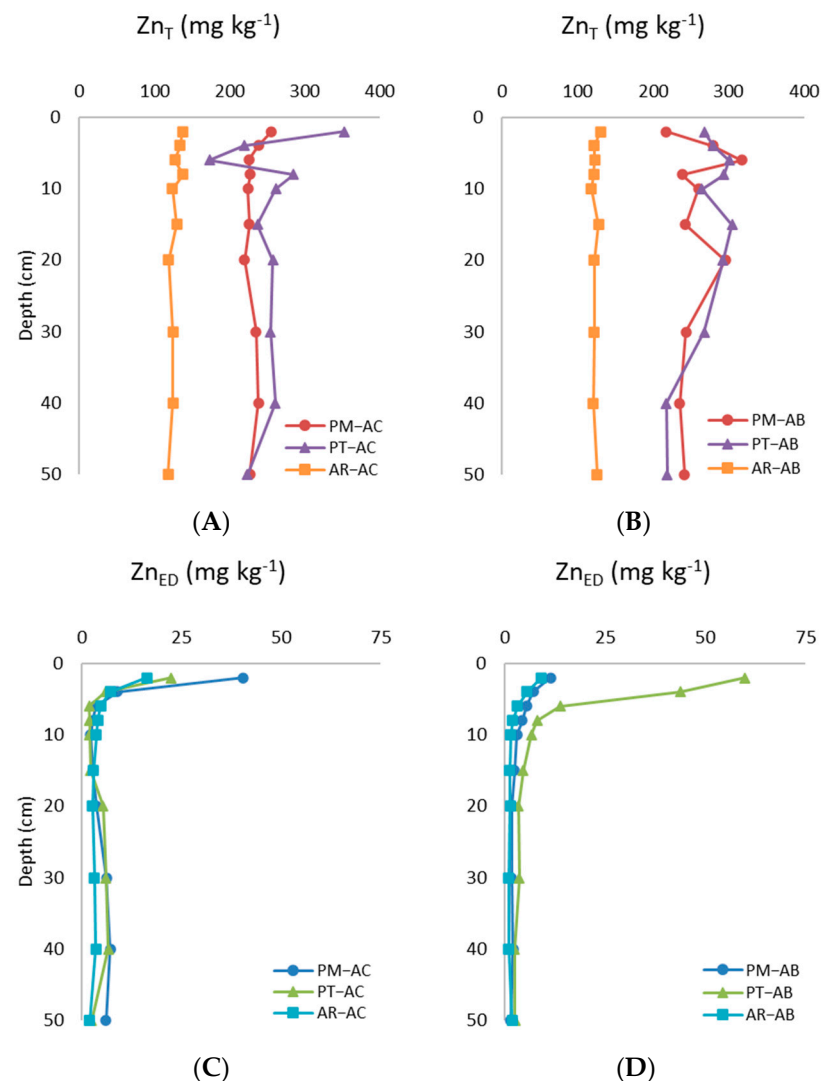 Zn_T (mg kg⁻¹) Zn_T (mg kg⁻¹)
0 100 200 300 400 0 100 200 300 400
0 0
10 10
20 20
30 30
40 40
50 50
Depth (cm)
PM−AC
PT−AC
AR−AC
PM−AB
PT−AB
AR−AB
(A) (B)
Zn_ED (mg kg⁻¹) Zn_ED (mg kg⁻¹)
0 25 50 75 0 25 50 75
0 0
10 10
20 20
30 30
40 40
50 50
Depth (cm)
PM−AC
PT−AC
AR−AC
PM−AB
PT−AB
AR−AB
(C) (D)